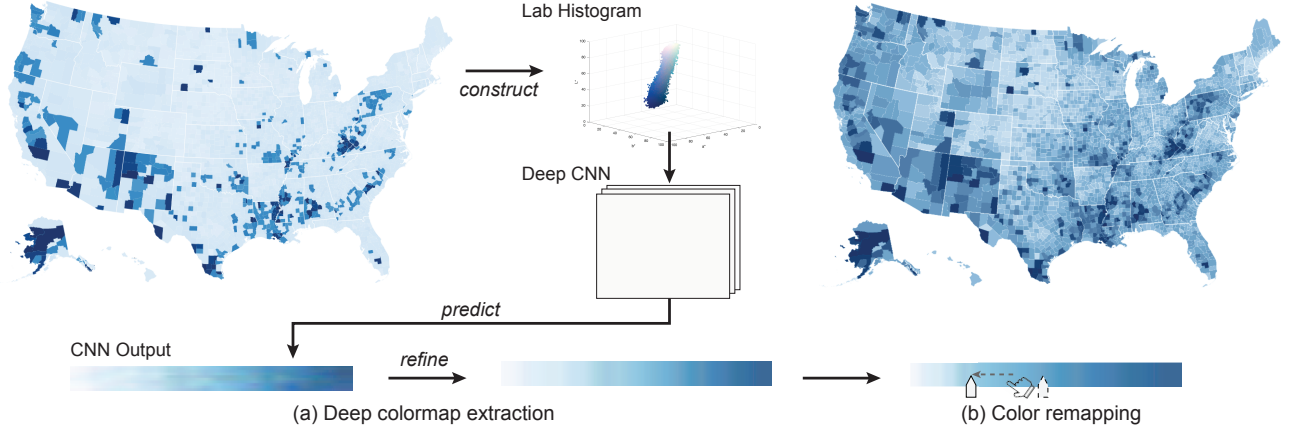 Lab Histogram
construct
Deep CNN
predict
CNN Output
refine
(a) Deep colormap extraction
(b) Color remapping